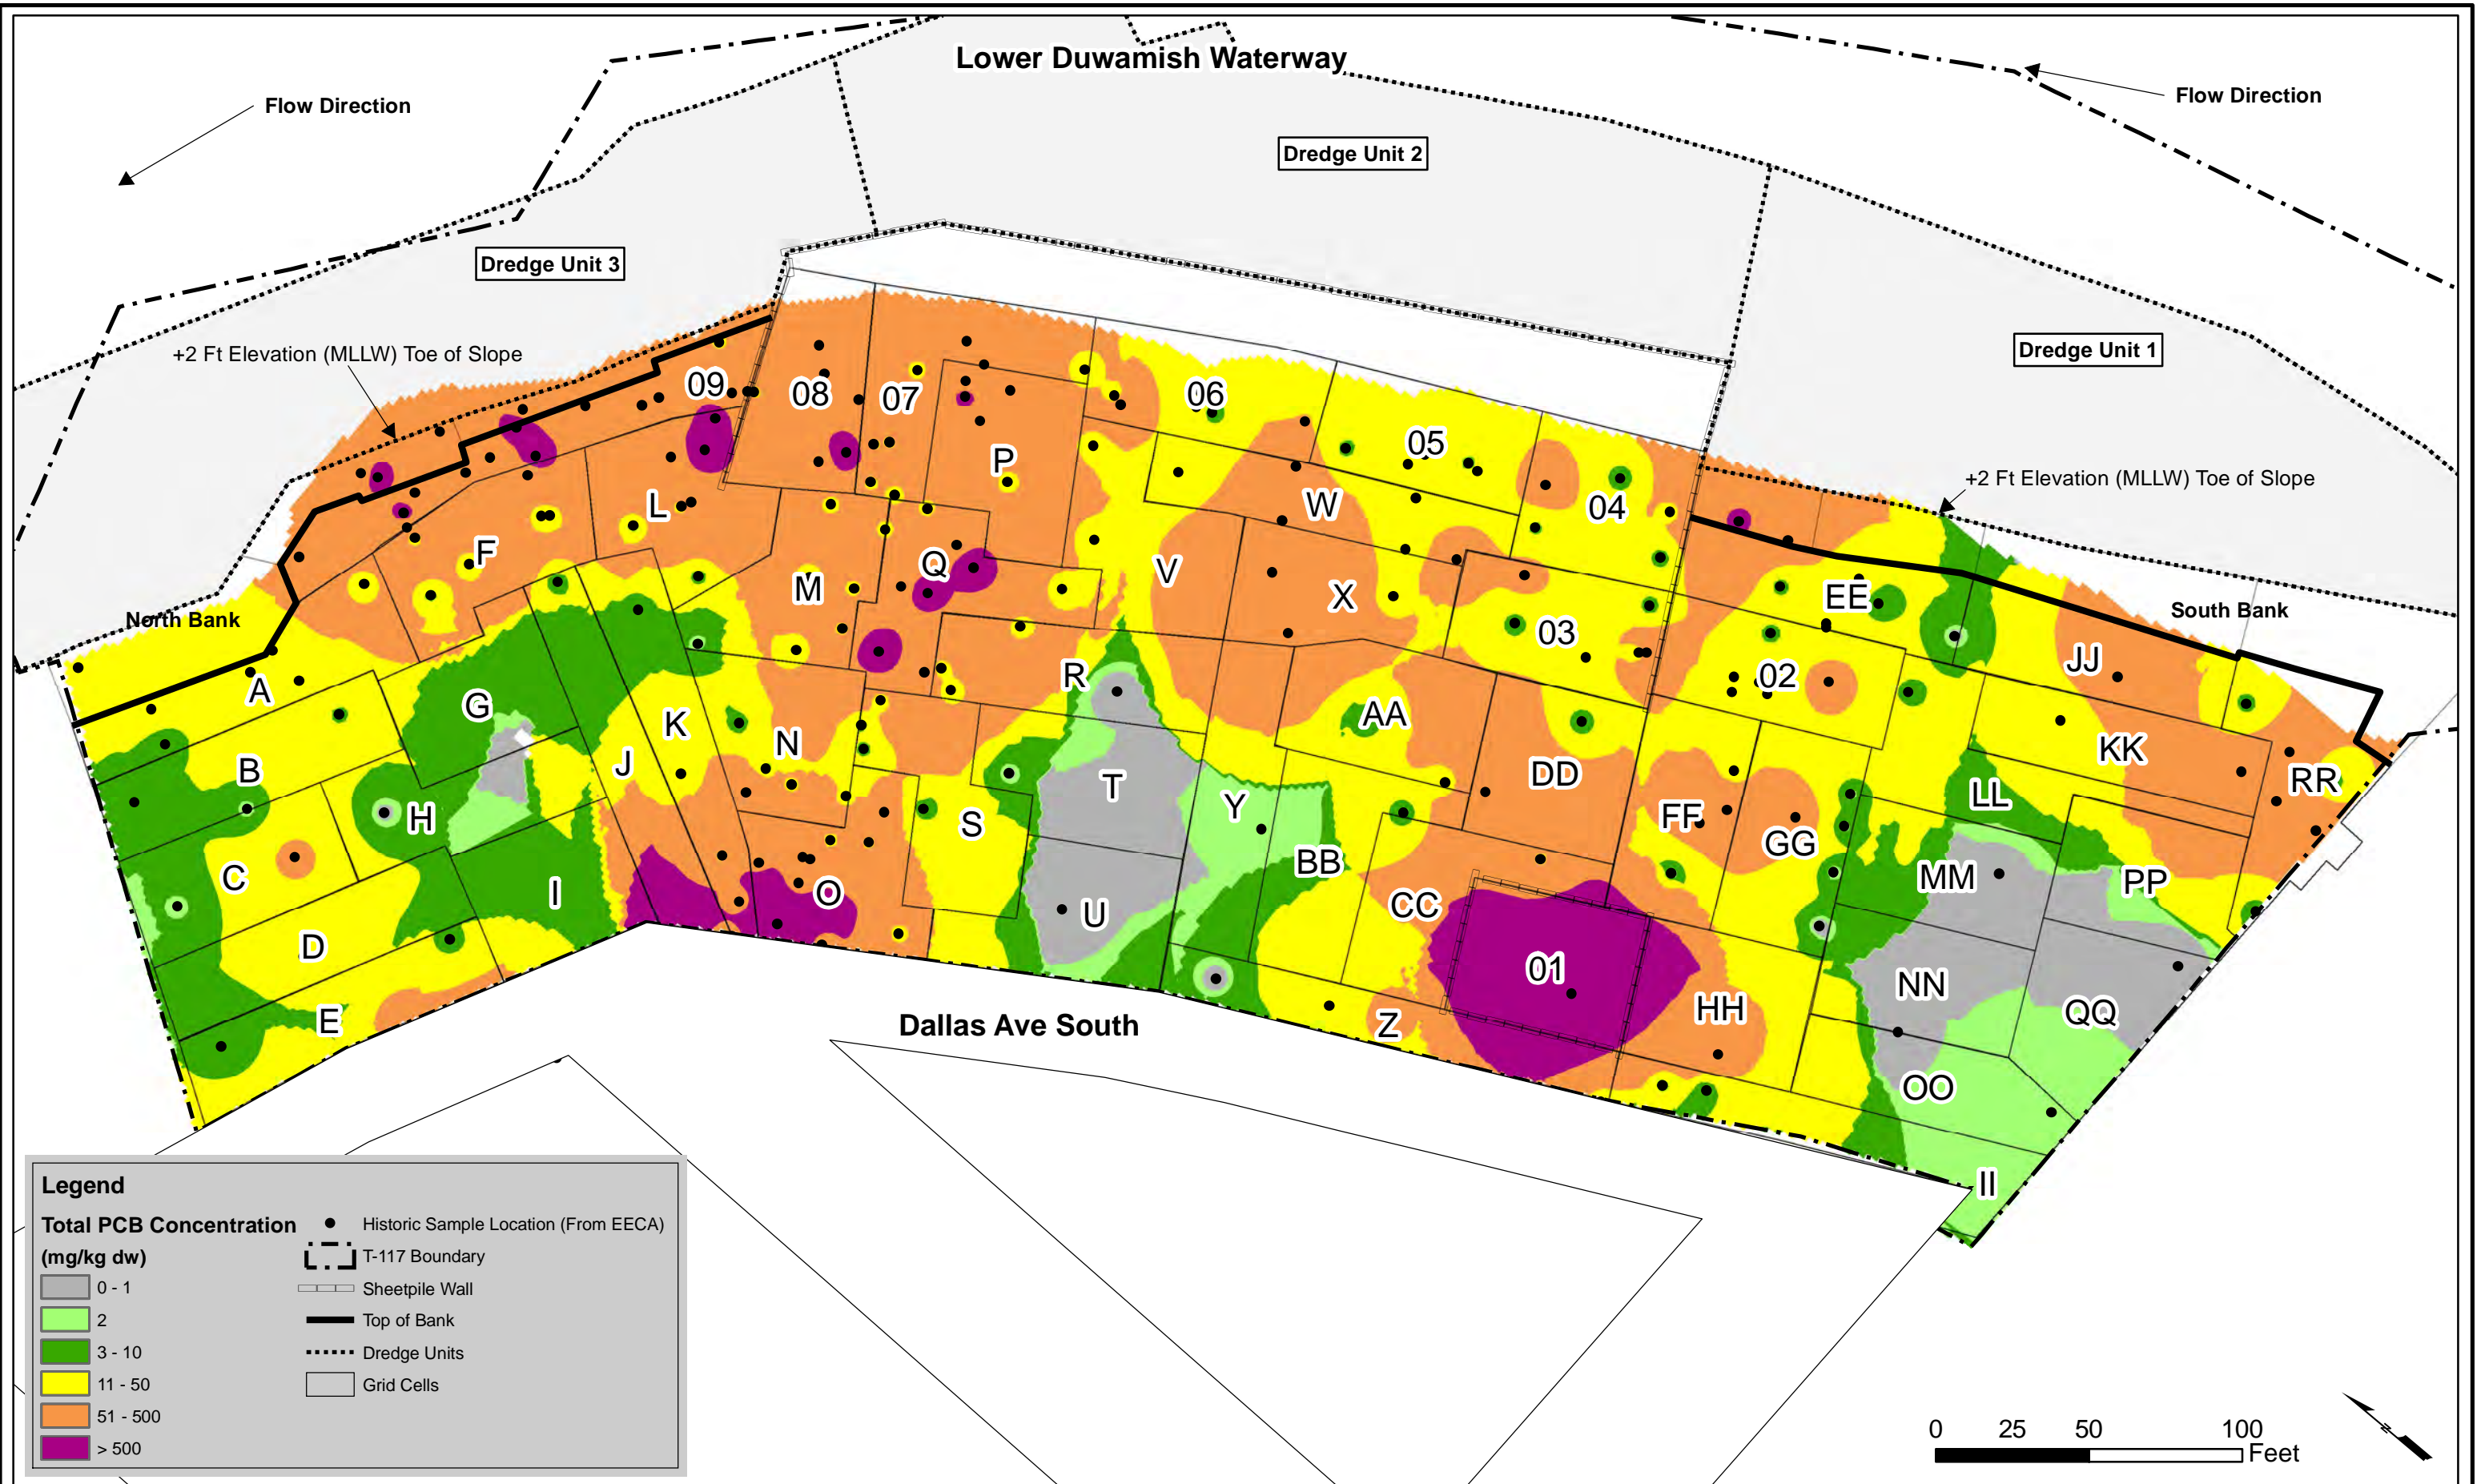 Lower Duwamish Waterway
Flow Direction
Flow Direction
Dredge Unit 2
Dredge Unit 3
Dredge Unit 1
+2 Ft Elevation (MLLW) Toe of Slope
+2 Ft Elevation (MLLW) Toe of Slope
North Bank
South Bank
09
08
07
06
05
04
P
L
W
F
Q
M
V
X
03
EE
02
JJ
A
G
R
AA
K
N
J
B
T
DD
KK
RR
Y
LL
H
S
FF
GG
BB
C
I
O
U
CC
MM
PP
D
01
NN
E
Z
HH
QQ
OO
II
Dallas Ave South
Legend
Total PCB Concentration
(mg/kg dw)
0 - 1
2
3 - 10
11 - 50
51 - 500
> 500
Historic Sample Location (From EECA)
T-117 Boundary
Sheetpile Wall
Top of Bank
Dredge Units
Grid Cells
0 25 50 100
Feet
N